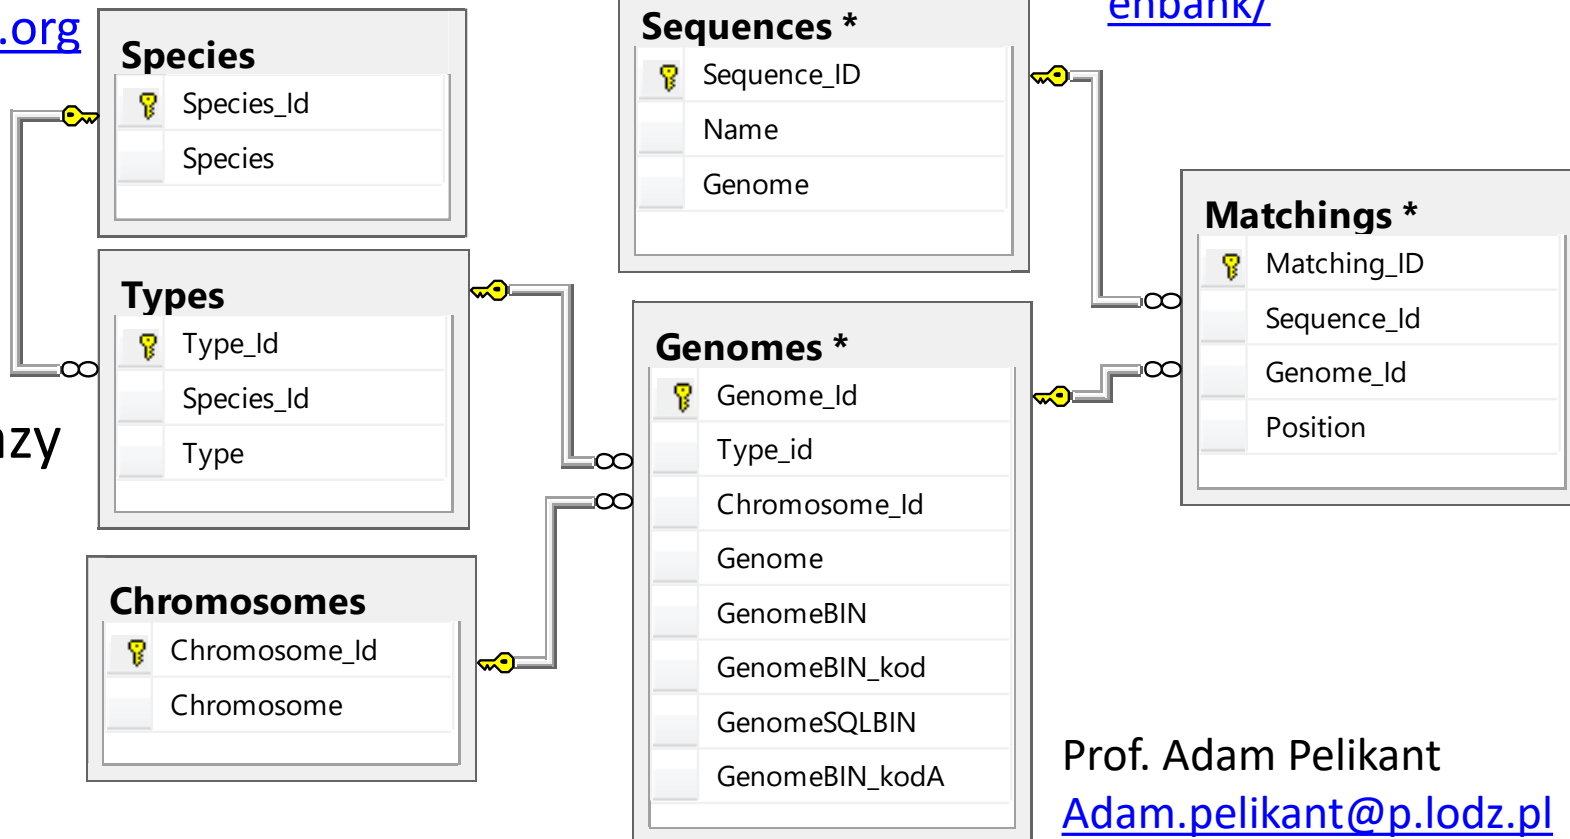 .org
Species
Species_Id
Species
Types
Type_Id
Species_Id
Type
Chromosomes
Chromosome_Id
Chromosome
Sequences *
Sequence_ID
Name
Genome
Genomes *
Genome_Id
Type_id
Chromosome_Id
Genome
GenomeBIN
GenomeBIN_kod
GenomeSQLBIN
GenomeBIN_kodA
enbank/
Matchings *
Matching_ID
Sequence_Id
Genome_Id
Position
Prof. Adam Pelikant
Adam.pelikant@p.lodz.pl